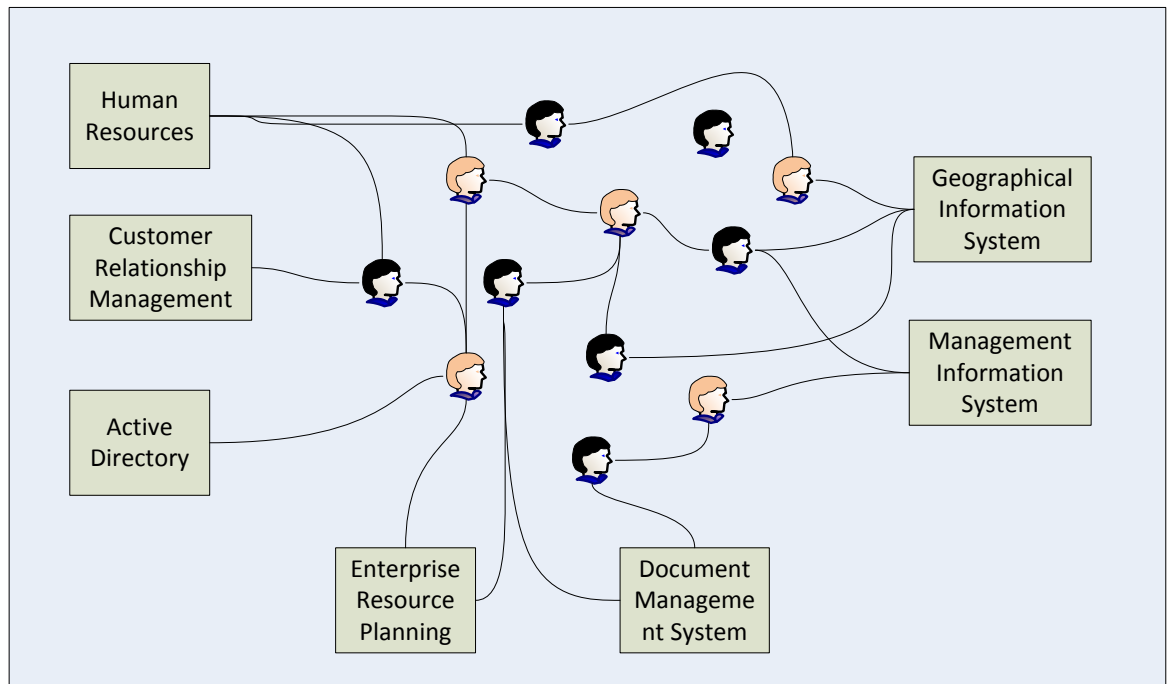 Human
Resources
Customer
Relationship
Management
Active
Directory
Enterprise
Resource
Planning
Document
Manageme
nt System
Geographical
Information
System
Management
Information
System